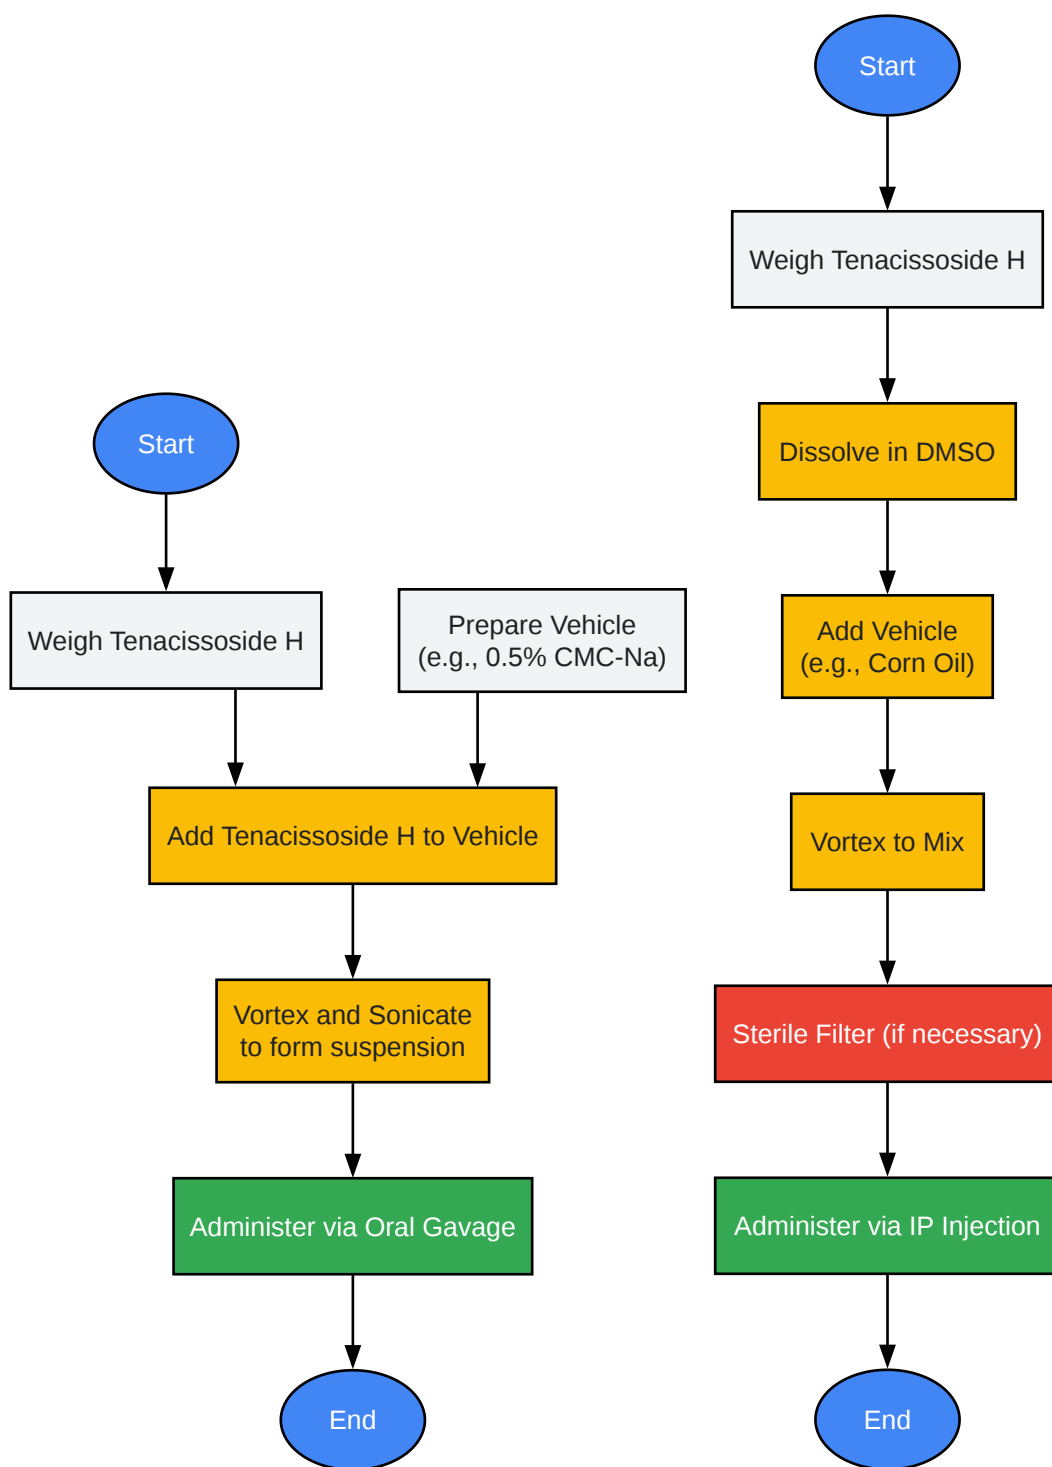 Start
Weigh Tenacissoside H
Prepare Vehicle
(e.g., 0.5% CMC-Na)
Add Tenacissoside H to Vehicle
Vortex and Sonicate
to form suspension
Administer via Oral Gavage
End
Start
Weigh Tenacissoside H
Dissolve in DMSO
Add Vehicle
(e.g., Corn Oil)
Vortex to Mix
Sterile Filter (if necessary)
Administer via IP Injection
End